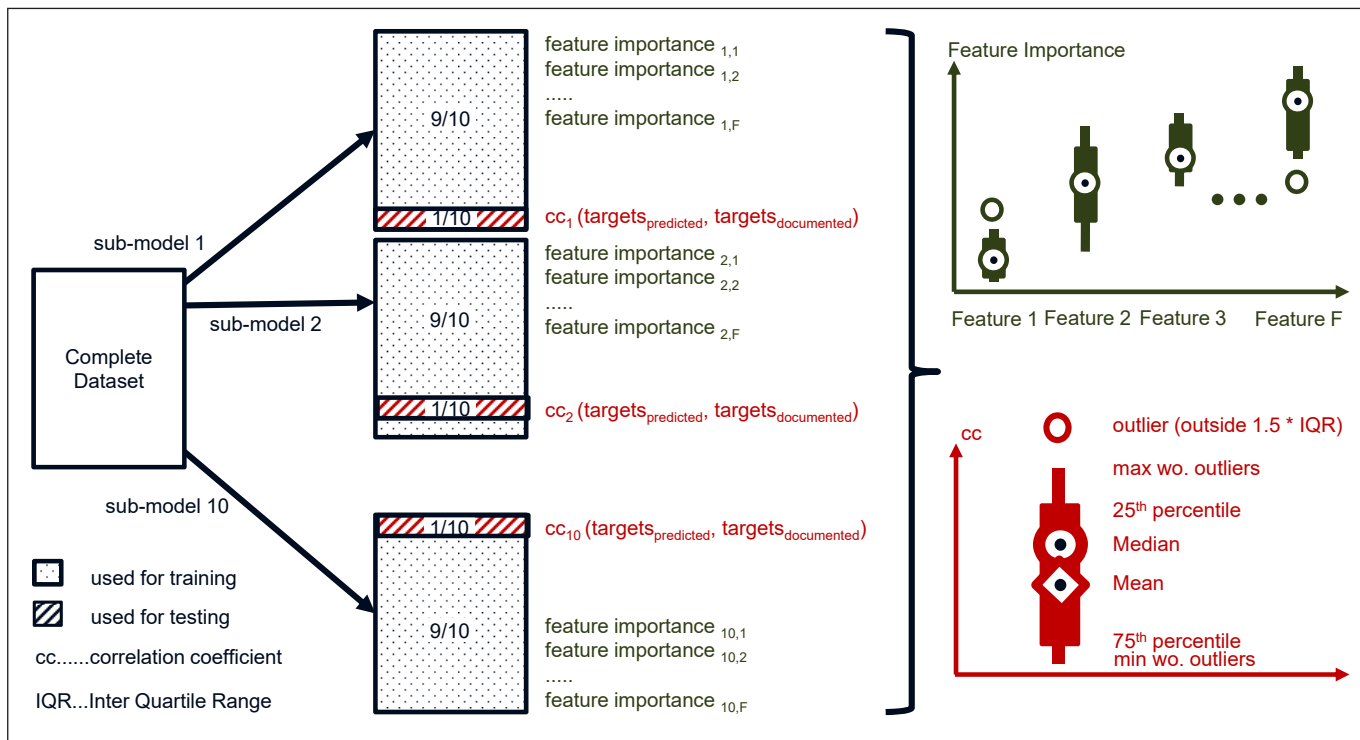 Complete
Dataset
sub-model 1
sub-model 2
sub-model 10
used for training
used for testing
cc......correlation coefficient
IQR...Inter Quartile Range
9/10
1/10
9/10
1/10
1/10
9/10
feature importance 1,1
feature importance 1,2
.....
feature importance 1,F
cc1 (targetspredicted, targetsdocumented)
feature importance 2,1
feature importance 2,2
.....
feature importance 2,F
cc2 (targetspredicted, targetsdocumented)
cc10 (targetspredicted, targetsdocumented)
feature importance 10,1
feature importance 10,2
.....
feature importance 10,F
Feature Importance
Feature 1 Feature 2 Feature 3 Feature F
cc
outlier (outside 1.5 * IQR)
max wo. outliers
25th percentile
Median
Mean
75th percentile
min wo. outliers